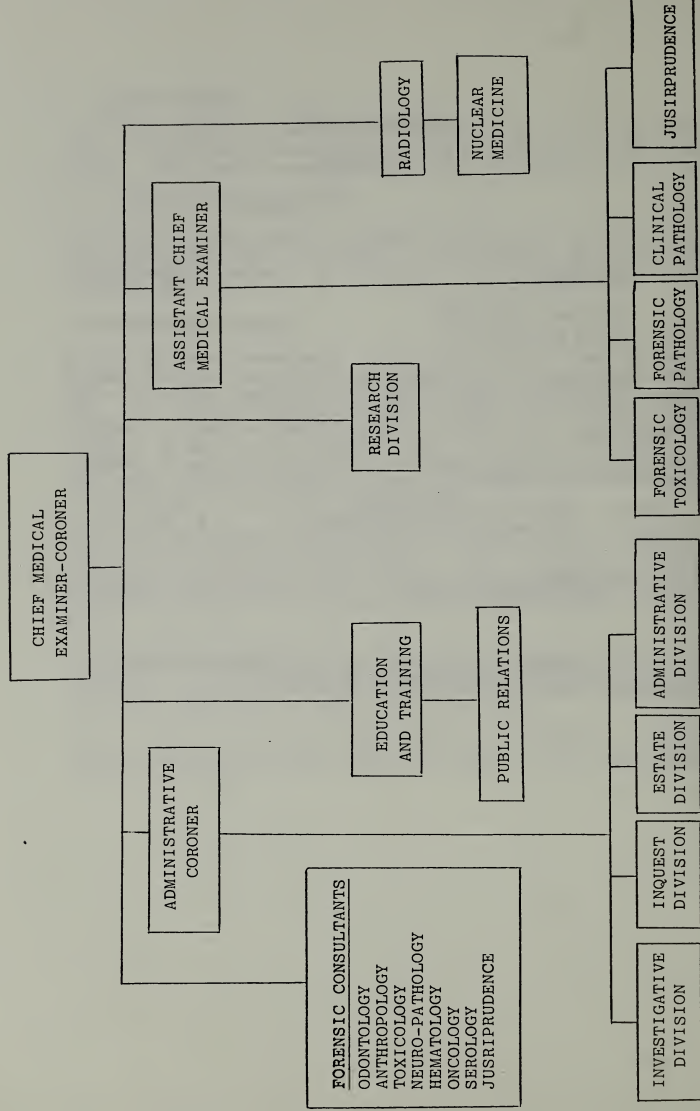 CHIEF MEDICAL
EXAMINER-CORONER
ADMINISTRATIVE
CORONER
ASSISTANT CHIEF
MEDICAL EXAMINER
FORENSIC CONSULTANTS
ODONTOLOGY
ANTHROPOLOGY
TOXICOLOGY
NEURO-PATHOLOGY
HEMATOLOGY
ONCOLOGY
SEROLOGY
JUSRIPRUDENCE
EDUCATION
AND TRAINING
PUBLIC RELATIONS
RESEARCH
DIVISION
RADIOLOGY
NUCLEAR
MEDICINE
INVESTIGATIVE
DIVISION
INQUEST
DIVISION
ESTATE
DIVISION
ADMINISTRATIVE
DIVISION
FORENSIC
TOXICOLOGY
FORENSIC
PATHOLOGY
CLINICAL
PATHOLOGY
JUSIRPRUDENCE